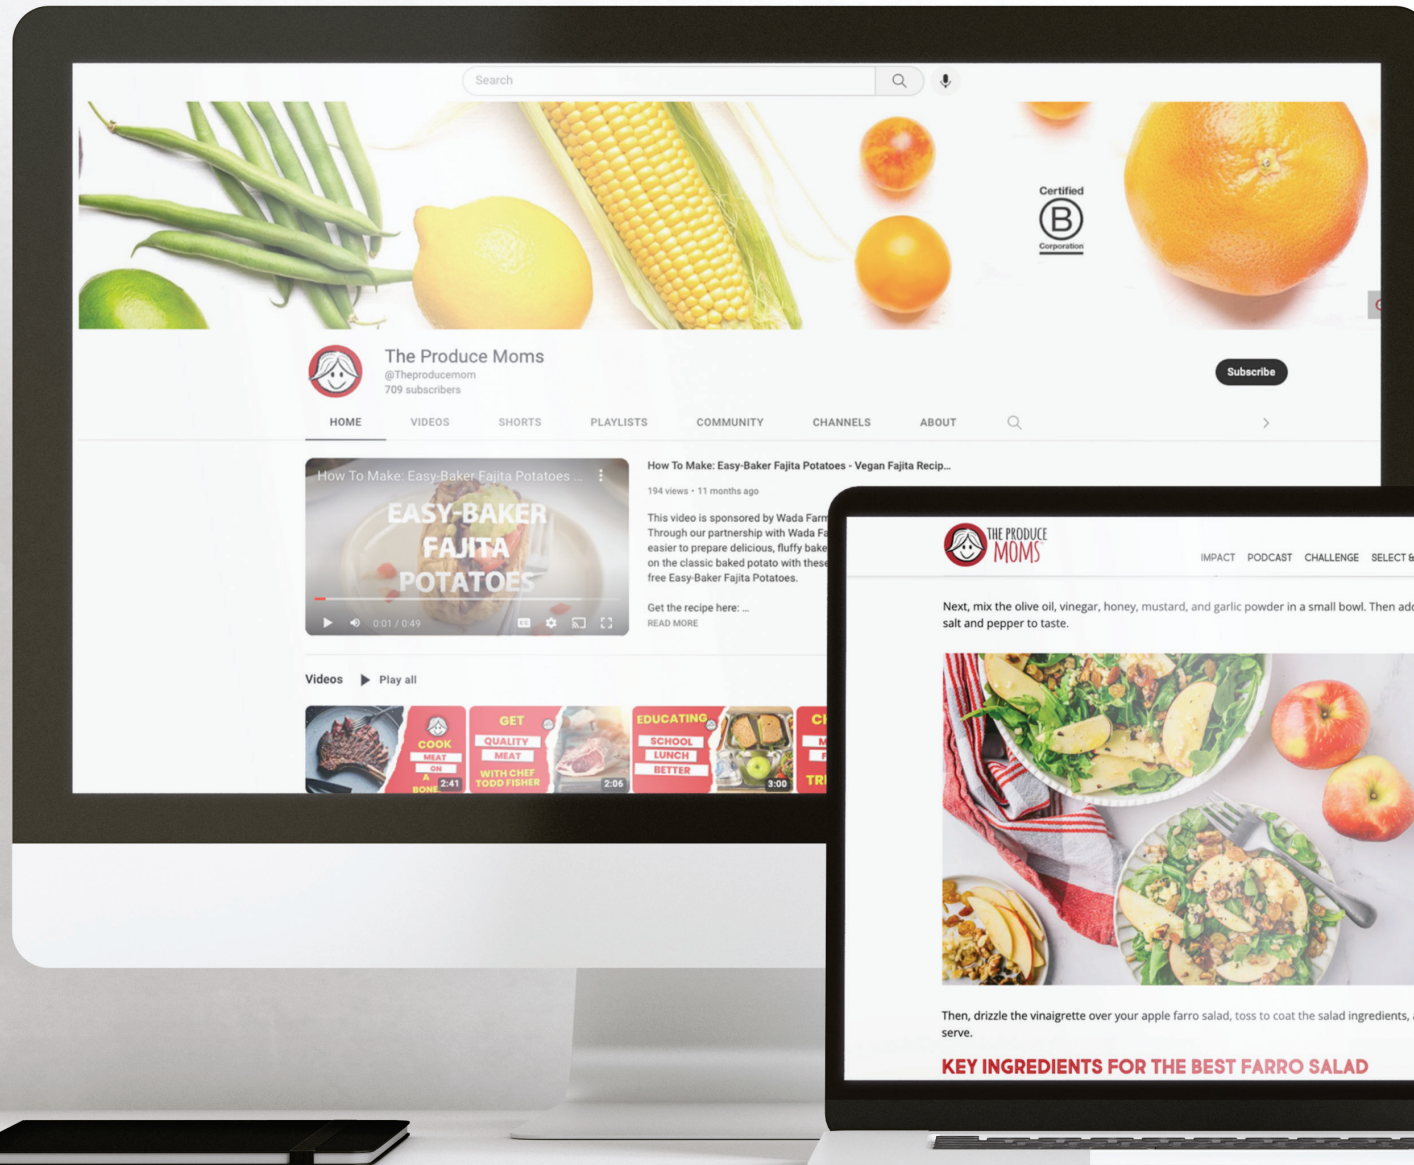 Search
Certified
B
Corporation
The Produce Moms
@Theproducemom
709 subscribers
Subscribe
HOME VIDEOS SHORTS PLAYLISTS COMMUNITY CHANNELS ABOUT
How To Make: Easy-Baker Fajita Potatoes ...
EASY-BAKER
FAJITA
POTATOES
0:01 / 0:49
CC
How To Make: Easy-Baker Fajita Potatoes - Vegan Fajita Recip...
194 views • 11 months ago
This video is sponsored by Wada Farm
Through our partnership with Wada Fa
easier to prepare delicious, fluffy bake
on the classic baked potato with these
free Easy-Baker Fajita Potatoes.
Get the recipe here: ...
READ MORE
Videos Play all
COOK
MEAT
ON
A
BONE
2:41
GET
QUALITY
MEAT
WITH CHEF
TODD FISHER
2:06
EDUCATING
SCHOOL
LUNCH
BETTER
3:00
CH
M
F
TRI
THE PRODUCE
MOMS
IMPACT PODCAST CHALLENGE SELECT &
Next, mix the olive oil, vinegar, honey, mustard, and garlic powder in a small bowl. Then add
salt and pepper to taste.
Then, drizzle the vinaigrette over your apple farro salad, toss to coat the salad ingredients,
serve.
KEY INGREDIENTS FOR THE BEST FARRO SALAD